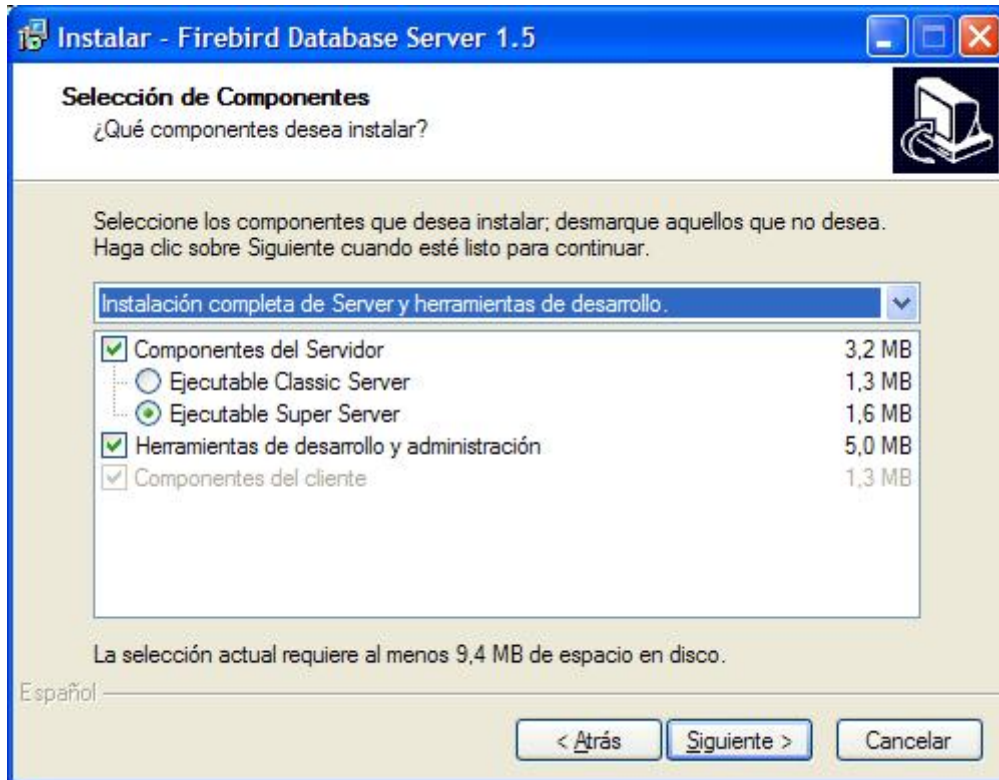 Instalar - Firebird Database Server 1.5
Selección de Componentes
¿Qué componentes desea instalar?
Seleccione los componentes que desea instalar; desmarque aquellos que no desea.
Haga clic sobre Siguiente cuando esté listo para continuar.
Instalación completa de Server y herramientas de desarrollo.
Componentes del Servidor 3,2 MB
Ejecutable Classic Server 1,3 MB
Ejecutable Super Server 1,6 MB
Herramientas de desarrollo y administración 5,0 MB
Componentes del cliente 1,3 MB
La selección actual requiere al menos 9,4 MB de espacio en disco.
Español
< Atrás Siguiente > Cancelar